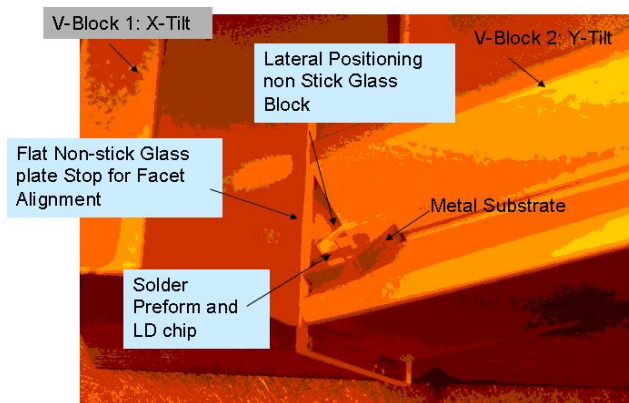 V-Block 1: X-Tilt
V-Block 2: Y-Tilt
Lateral Positioning
non Stick Glass
Block
Flat Non-stick Glass
plate Stop for Facet
Alignment
Metal Substrate
Solder
Preform and
LD chip